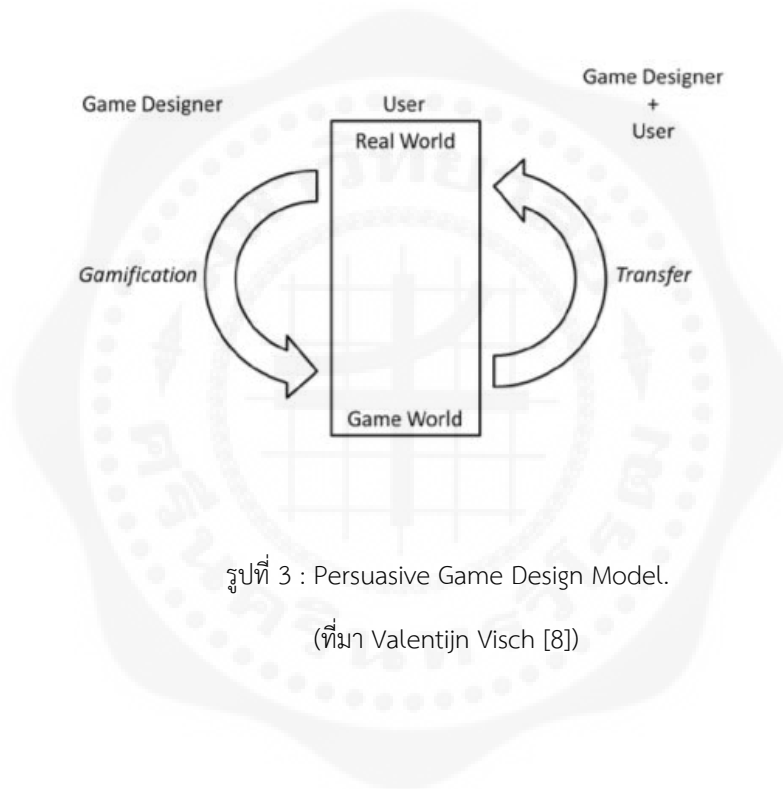 Game Designer
User
Game Designer
+
User
Real World
Gamification
Transfer
Game World
รูปที่ 3 : Persuasive Game Design Model.
(ที่มา Valentijn Visch [8])